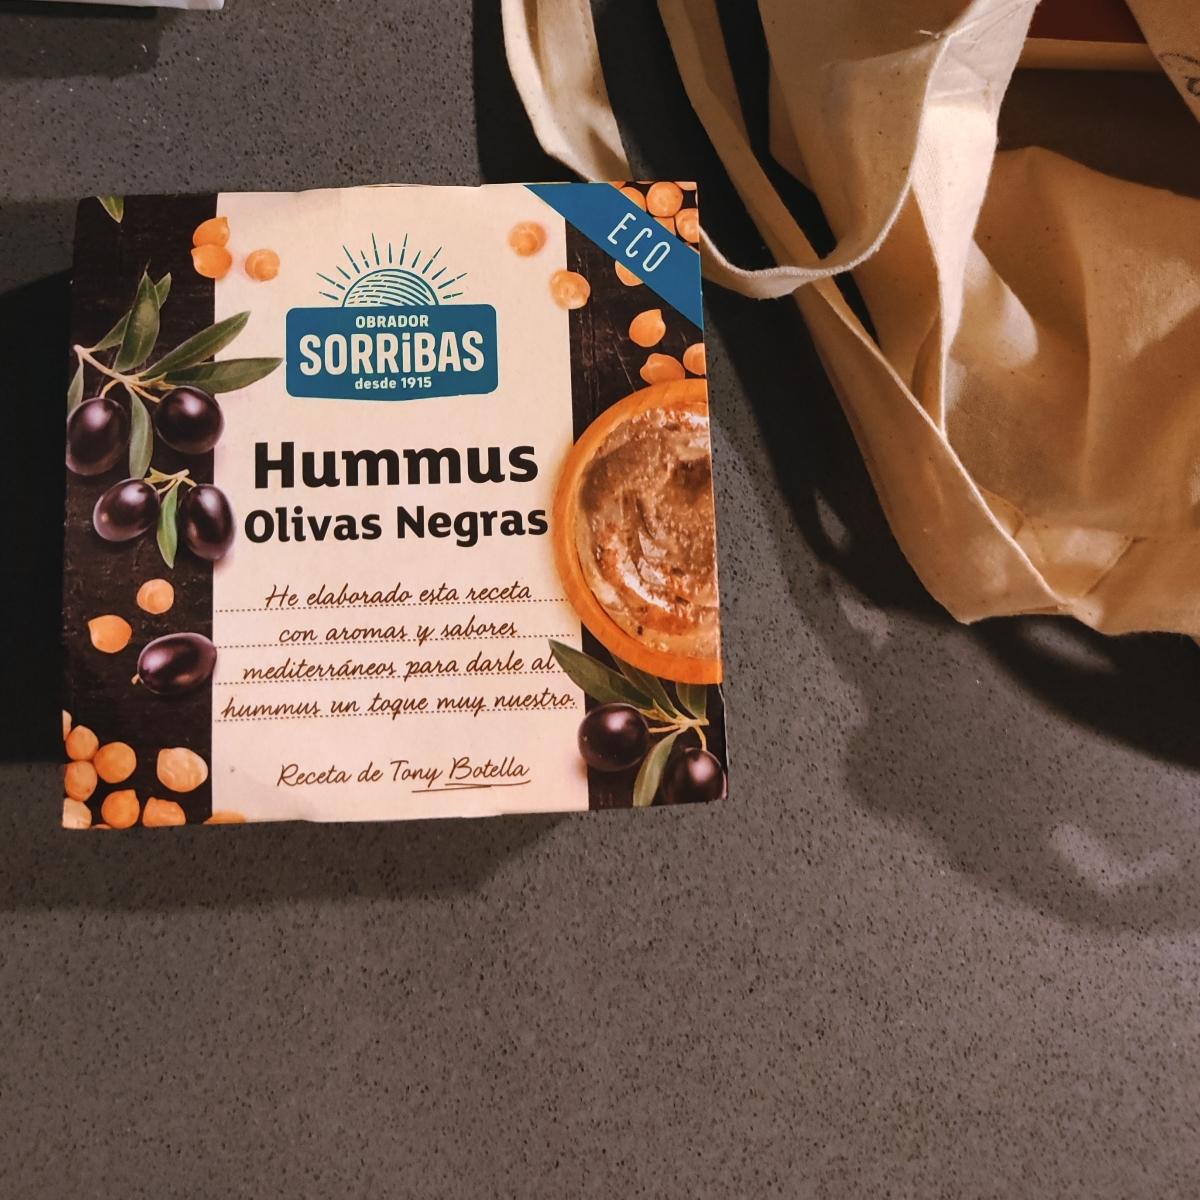 ECO
OBRADOR
SORRiBAS
desde 1915
Hummus
Olivas Negras
He elaborado esta receta
con aromas y sabores
mediterráneos para darle al
hummus un toque muy nuestro.
Receta de Tony Botella